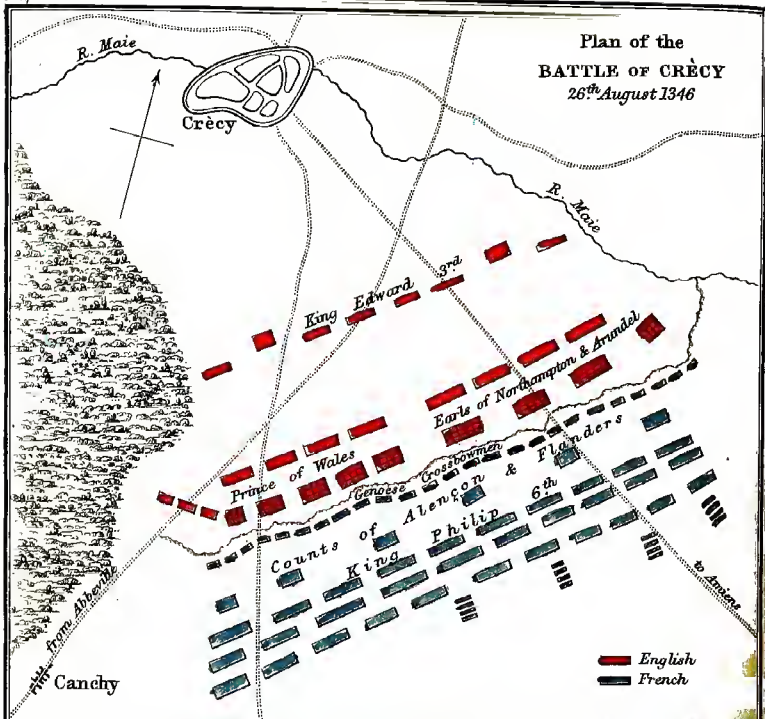 Plan of the
BATTLE OF CRÈCY
26th August 1346
R. Maie
Crècy
R. Maie
King Edward 3rd
Earls of Northampton & Arundel
Prince of Wales
Genoese Crossbowmen
Counts of Alençon & Flanders
King Philip 6th
from Abbeville
to Amiens
Canchy
English
French